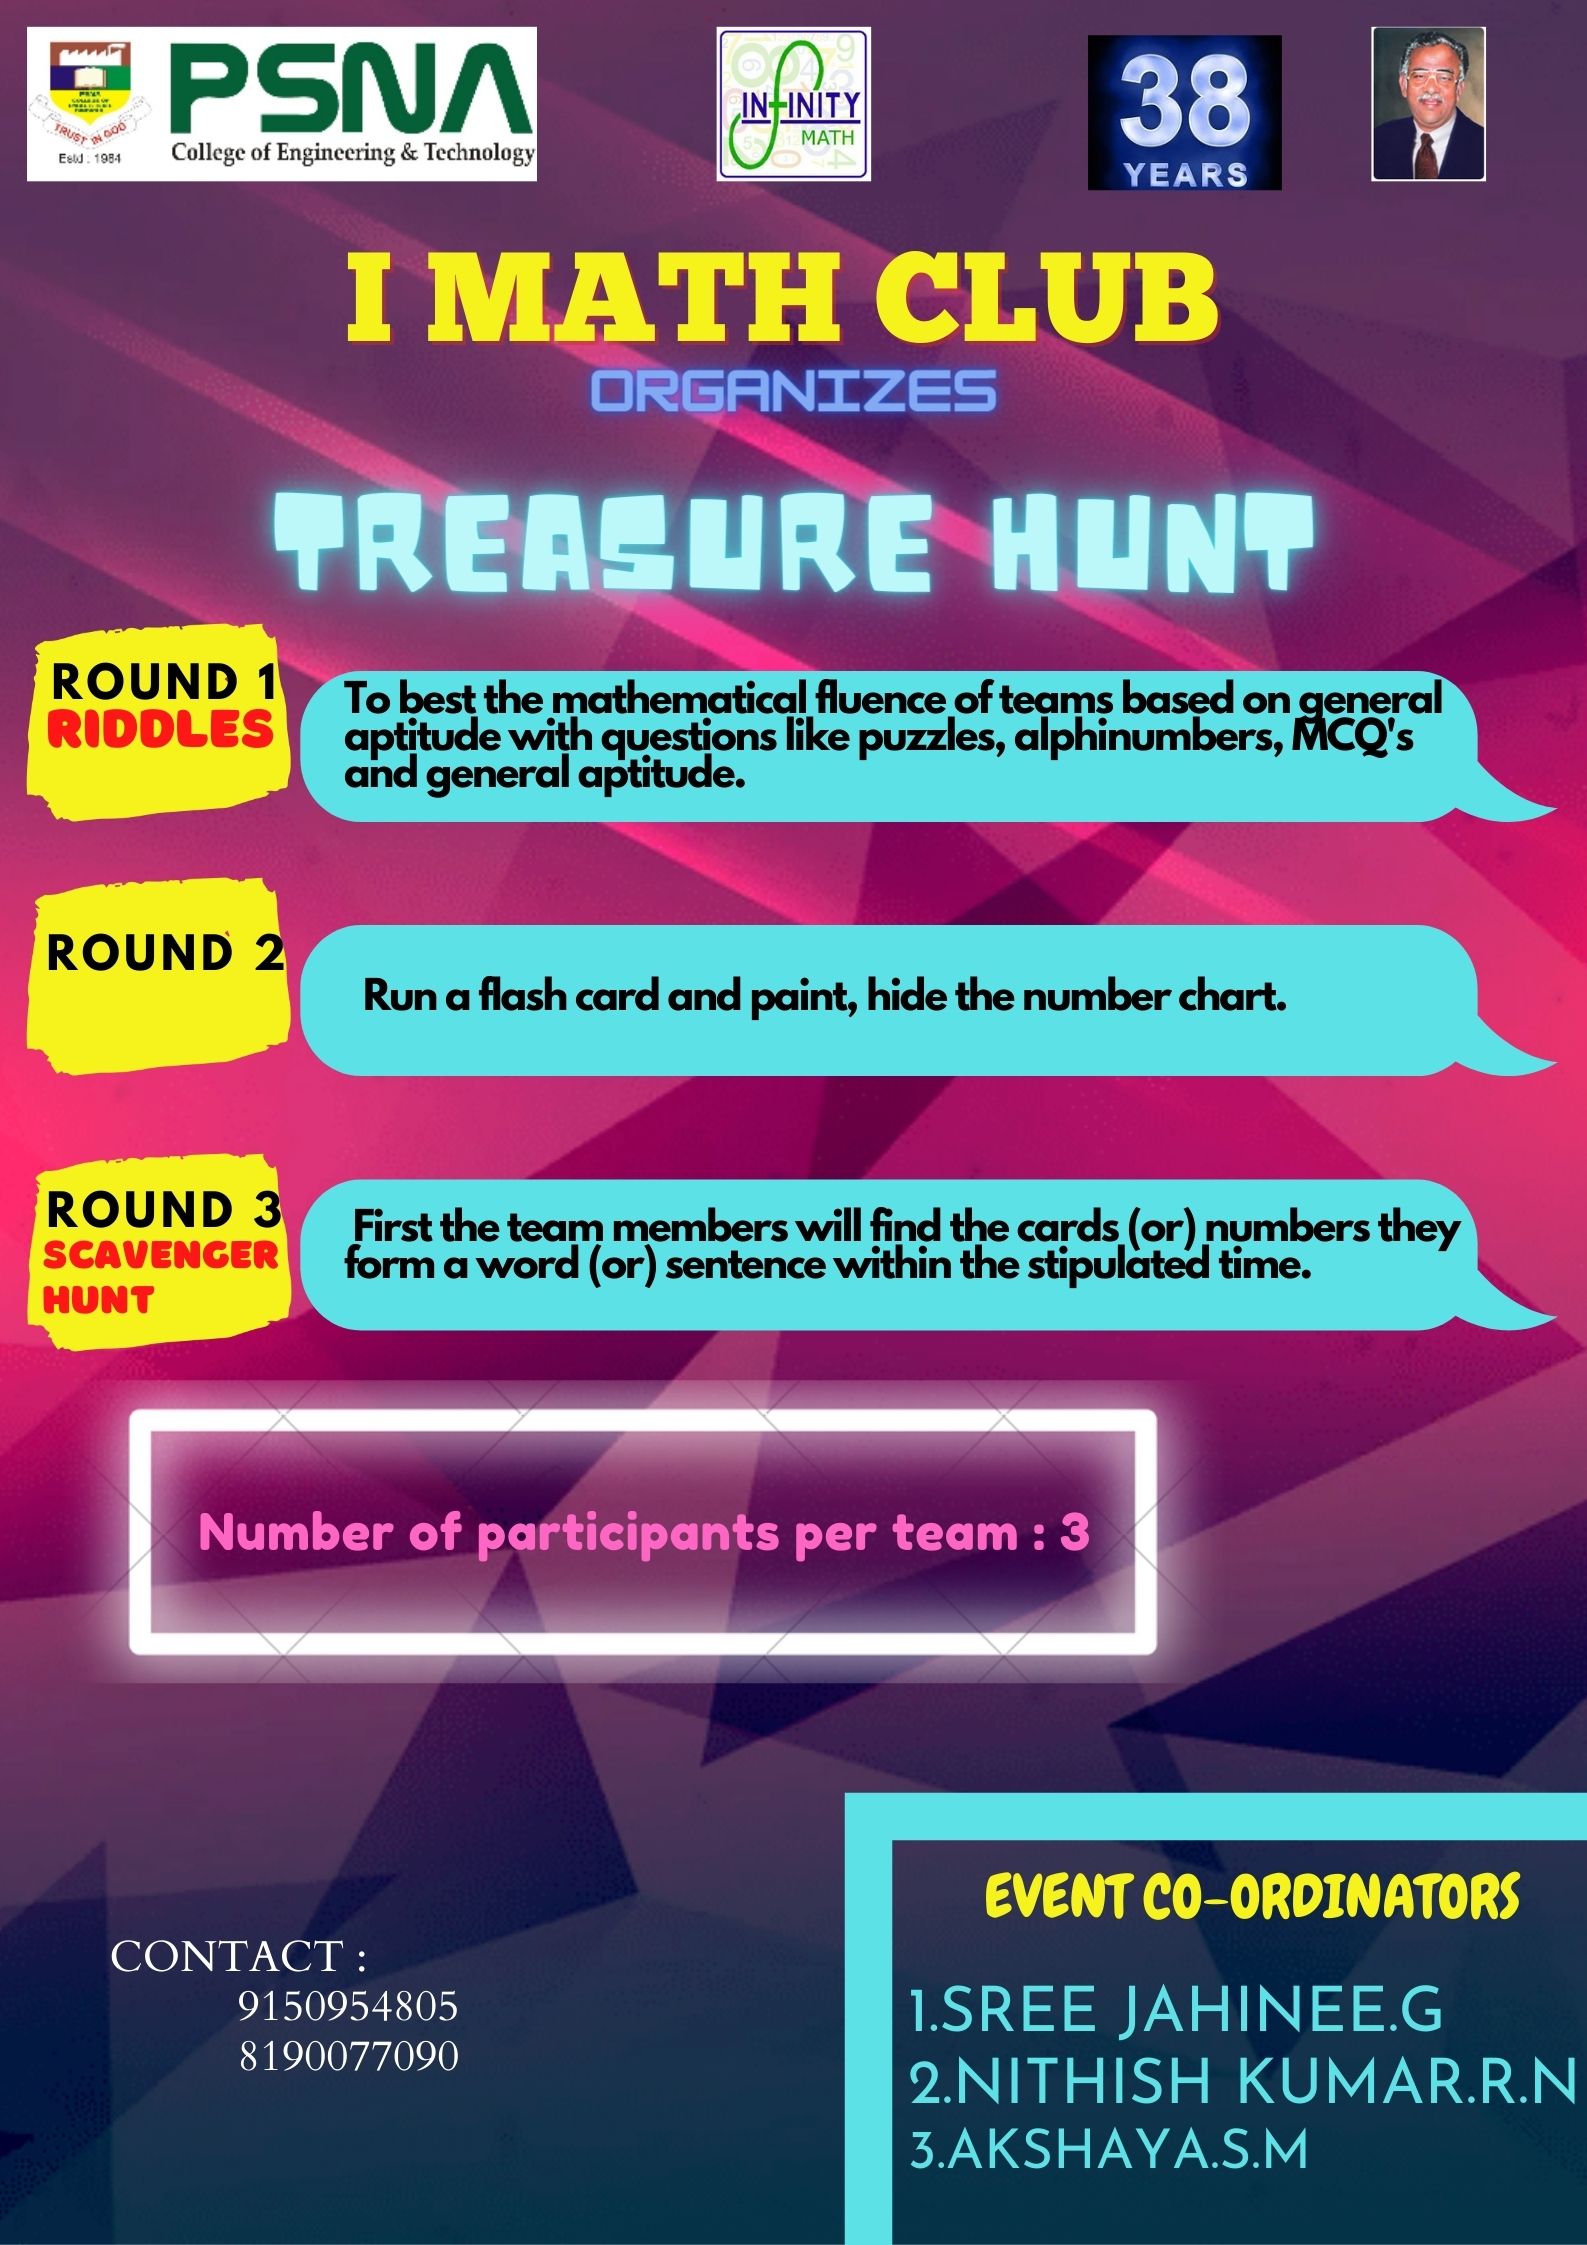 PSNA
College of Engineering & Technology
TRUST IN GOD
Estd : 1984
INFINITY
MATH
38
YEARS
I MATH CLUB
ORGANIZES
TREASURE HUNT
ROUND 1
RIDDLES
To best the mathematical fluence of teams based on general
aptitude with questions like puzzles, alphinumbers, MCQ's
and general aptitude.
ROUND 2
Run a flash card and paint, hide the number chart.
ROUND 3
SCAVENGER
HUNT
First the team members will find the cards (or) numbers they
form a word (or) sentence within the stipulated time.
Number of participants per team : 3
CONTACT :
9150954805
8190077090
EVENT CO-ORDINATORS
1.SREE JAHINEE.G
2.NITHISH KUMAR.R.N
3.AKSHAYA.S.M